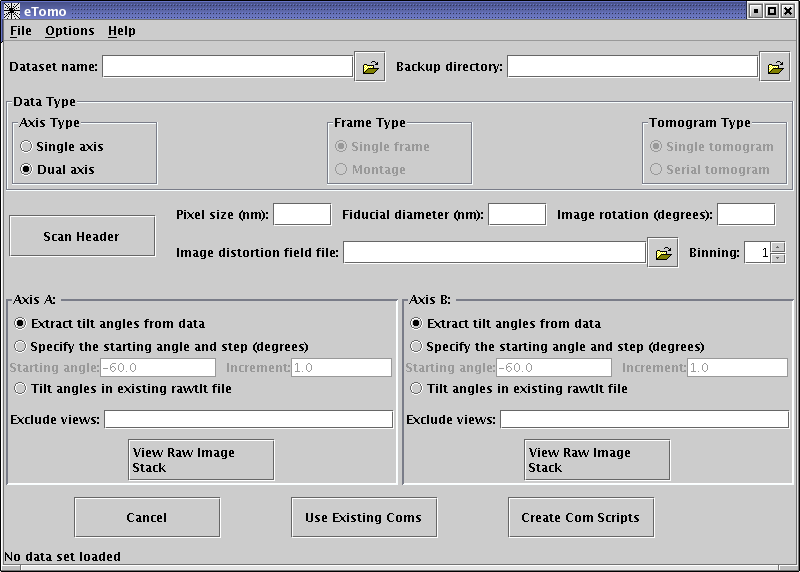 eTomo
File Options Help
Dataset name: Backup directory:
Data Type
Axis Type Frame Type Tomogram Type
Single axis Single frame Single tomogram
Dual axis Montage Serial tomogram
Pixel size (nm): Fiducial diameter (nm): Image rotation (degrees):
Scan Header
Image distortion field file: Binning: 1
Axis A: Axis B:
Extract tilt angles from data Extract tilt angles from data
Specify the starting angle and step (degrees) Specify the starting angle and step (degrees)
Starting angle: -60.0 Increment: 1.0 Starting angle: -60.0 Increment: 1.0
Tilt angles in existing rawtlt file Tilt angles in existing rawtlt file
Exclude views: Exclude views:
View Raw Image View Raw Image
Stack Stack
Cancel Use Existing Coms Create Com Scripts
No data set loaded